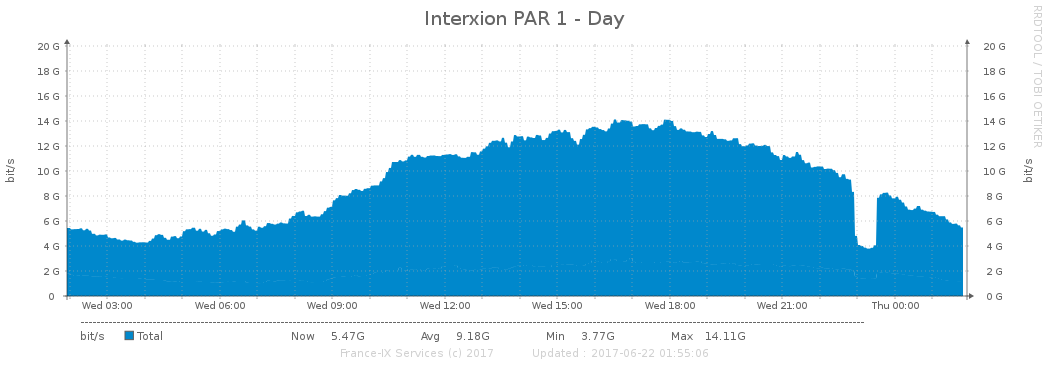 Interxion PAR 1 - Day
RRDTOOL / TOBI OETIKER
20 G 20 G
18 G 18 G
16 G 16 G
14 G 14 G
12 G 12 G
10 G 10 G
8 G 8 G
6 G 6 G
4 G 4 G
2 G 2 G
0 0 G
bit/s
bit/s
Wed 03:00 Wed 06:00 Wed 09:00 Wed 12:00 Wed 15:00 Wed 18:00 Wed 21:00 Thu 00:00
bit/s Total Now 5.47G Avg 9.18G Min 3.77G Max 14.11G
France-IX Services (c) 2017 Updated : 2017-06-22 01:55:06